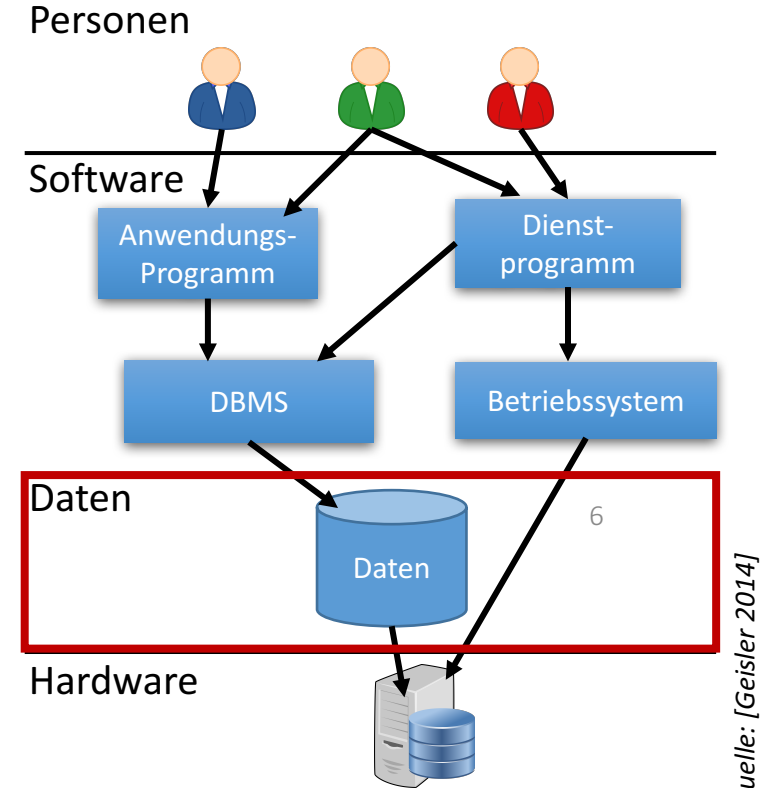 Personen
Software
Anwendungs-
Programm
Dienst-
programm
DBMS
Betriebssystem
Daten
6
Daten
Hardware
uelle: [Geisler 2014]